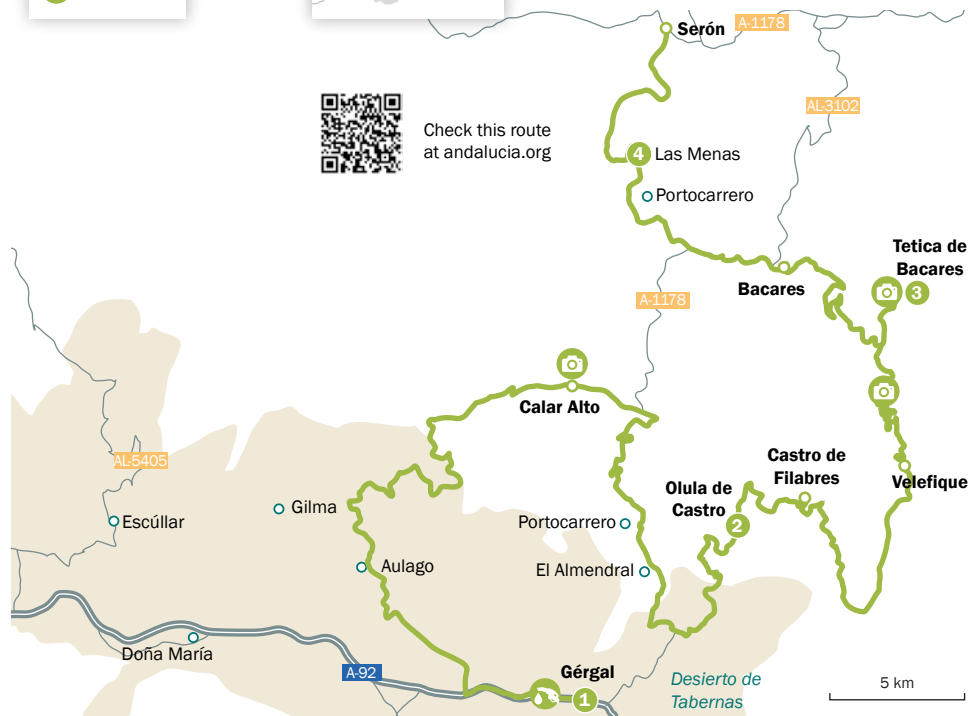 Serón
A-1178
AL-3102
Check this route
at andalucia.org
4
Las Menas
Portocarrero
Tetica de
Bacares
3
Bacares
A-1178
Calar Alto
AL-5405
Castro de
Filabres
Velefique
Olula de
Castro
2
Gilma
Escúllar
Portocarrero
Aulago
El Almendral
Doña María
A-92
Gérgal
1
Desierto de
Tabernas
5 km